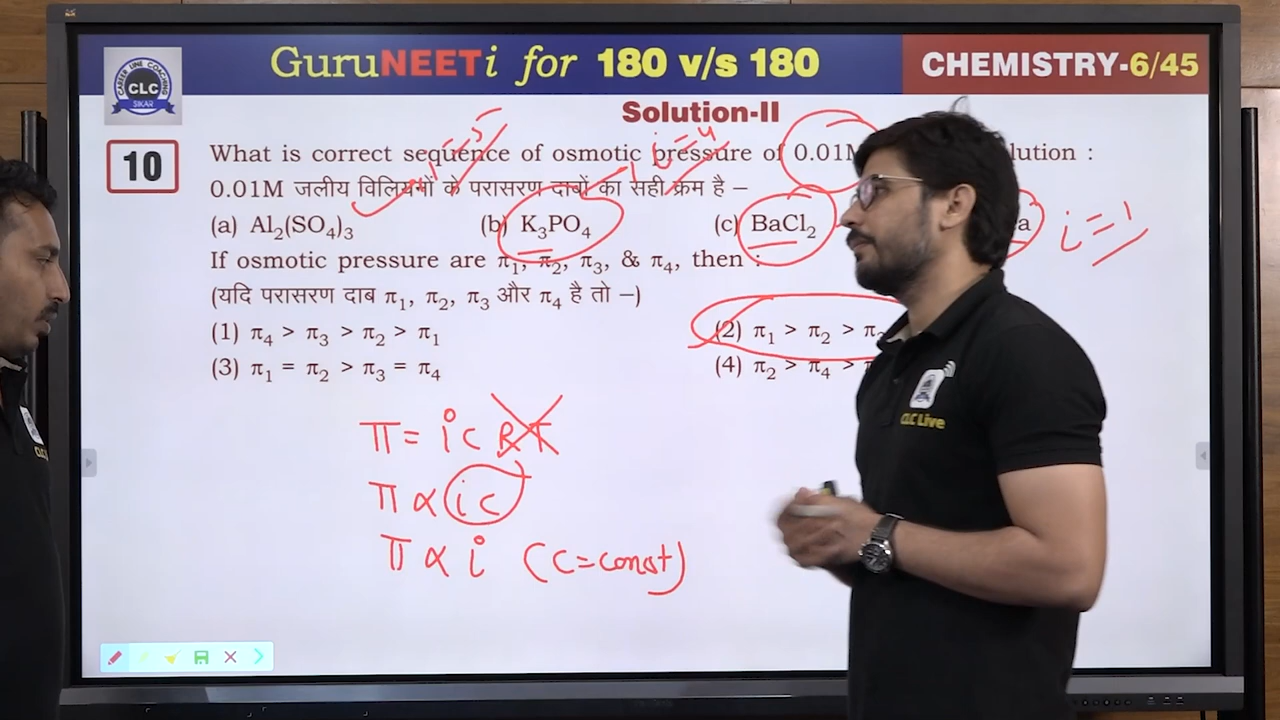 GuruNEETi for 180 v/s 180
CHEMISTRY-6/45
CAREER LINE COACHING
CLC
SIKAR
Solution-II
10
What is correct sequence of osmotic pressure of 0.01M
lution :
0.01M जलीय विलियनों के परासरण दाबों का सही क्रम है –
i=5
i=4
(a) Al₂(SO₄)₃ (b) K₃PO₄ (c) BaCl₂
a
i=1
If osmotic pressure are π₁, π₂, π₃, & π₄, then :
(यदि परासरण दाब π₁, π₂, π₃ और π₄ है तो –)
(1) π₄ > π₃ > π₂ > π₁ (2) π₁ > π₂ > π₃
(3) π₁ = π₂ > π₃ = π₄ (4) π₂ > π₄ >
π = i C R T
π ∝ i C
π ∝ i (C=const)
CLC Live
CLC